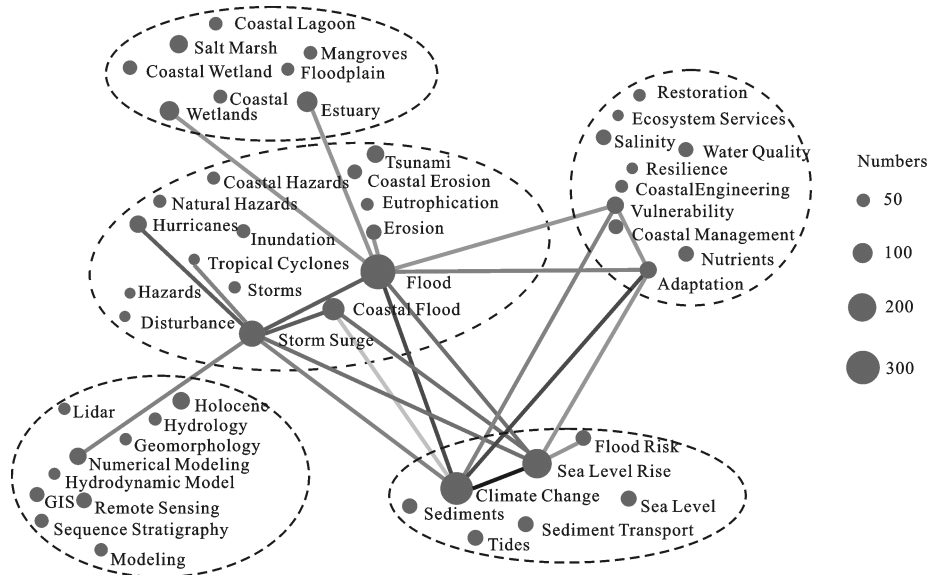 Coastal Lagoon
Salt Marsh
Mangroves
Coastal Wetland
Floodplain
Coastal
Wetlands
Estuary
Tsunami
Coastal Hazards
Coastal Erosion
Natural Hazards
Eutrophication
Hurricanes
Inundation
Erosion
Tropical Cyclones
Flood
Hazards
Storms
Disturbance
Coastal Flood
Storm Surge
Restoration
Ecosystem Services
Salinity
Water Quality
Resilience
CoastalEngineering
Vulnerability
Coastal Management
Nutrients
Adaptation
Numbers
50
100
200
300
Lidar
Holocene
Hydrology
Geomorphology
Numerical Modeling
Hydrodynamic Model
GIS
Remote Sensing
Sequence Stratigraphy
Modeling
Flood Risk
Sea Level Rise
Climate Change
Sediments
Sea Level
Sediment Transport
Tides